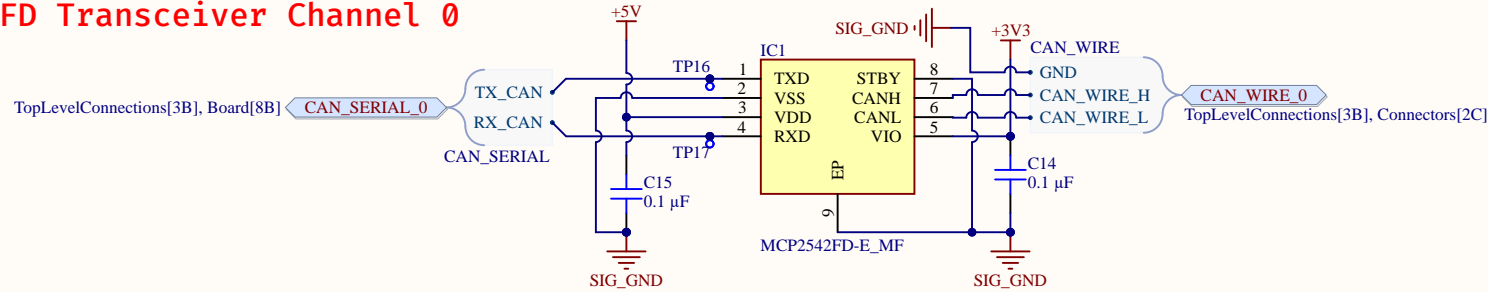 FD Transceiver Channel 0
+5V
SIG_GND
+3V3
CAN_WIRE
IC1
TP16
1
TXD
STBY
8
GND
TX_CAN
2
VSS
CANH
7
CAN_WIRE_H
TopLevelConnections[3B], Board[8B]
CAN_SERIAL_0
CAN_WIRE_0
3
VDD
CANL
6
CAN_WIRE_L
TopLevelConnections[3B], Connectors[2C]
RX_CAN
4
RXD
VIO
5
TP17
CAN_SERIAL
EP
C14
0.1 µF
C15
0.1 µF
9
MCP2542FD-E_MF
SIG_GND
SIG_GND